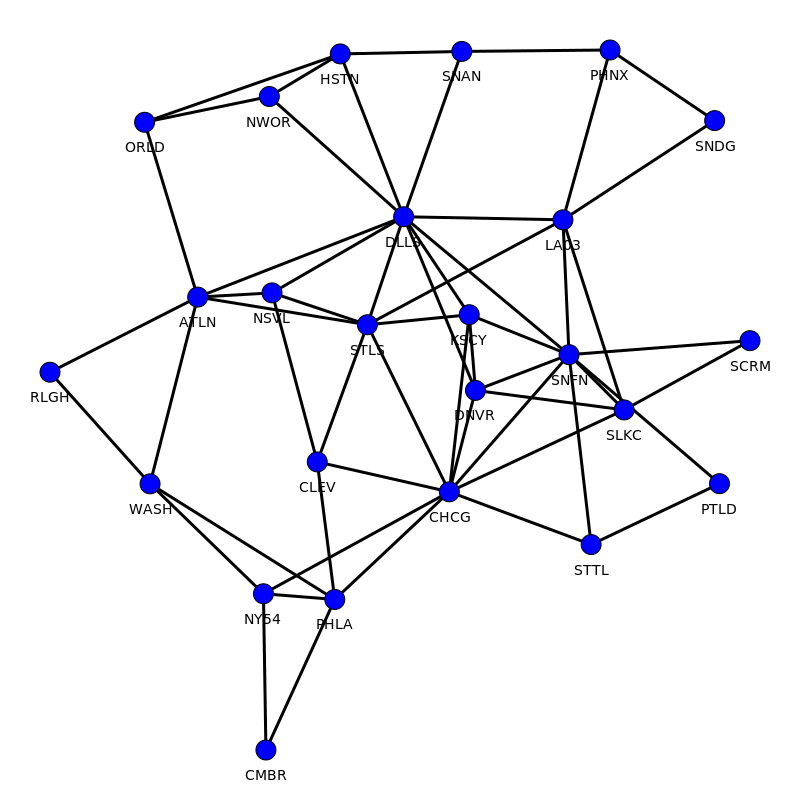 HSTN
SNAN
PHNX
NWOR
ORLD
SNDG
DLLS
LA03
ATLN
NSVL
STLS
KSCY
SCRM
SNFN
RLGH
DNVR
SLKC
CLEV
WASH
CHCG
PTLD
STTL
NY54
PHLA
CMBR